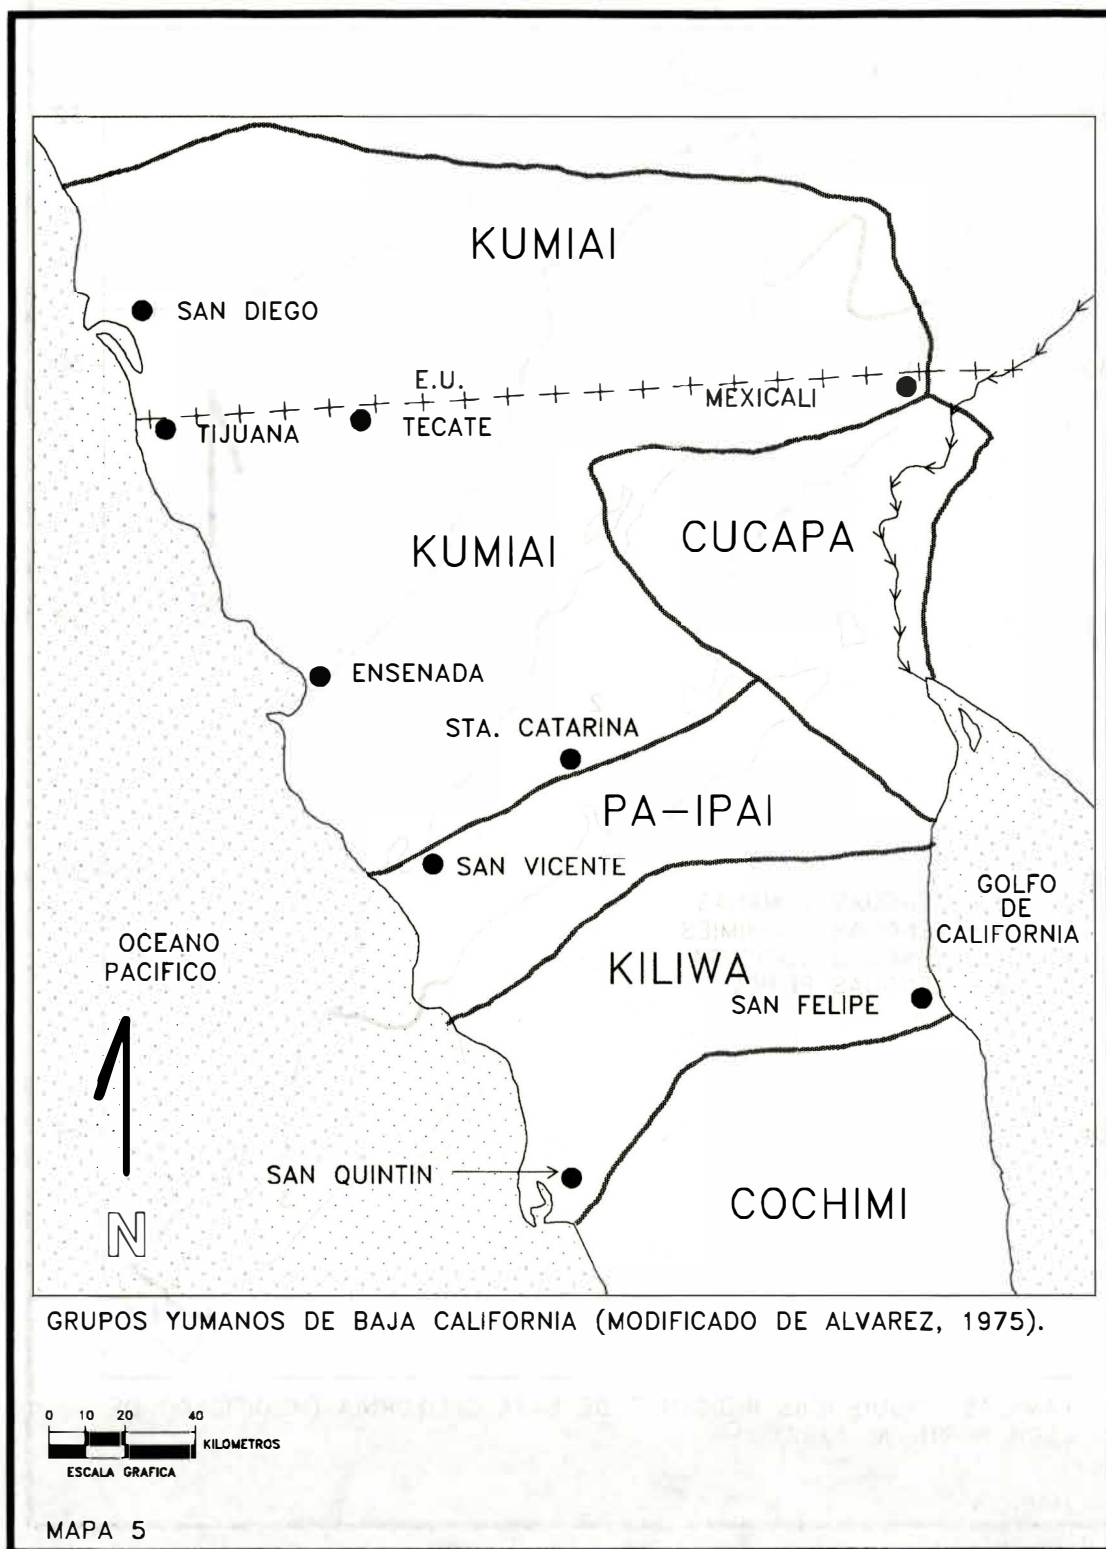 KUMIAI
SAN DIEGO
E.U.
MEXICALI
TIJUANA
TECATE
CUCAPA
KUMIAI
ENSENADA
STA. CATARINA
PA-IPAI
SAN VICENTE
GOLFO
DE
CALIFORNIA
OCEANO
PACIFICO
KILIWA
SAN FELIPE
SAN QUINTIN
COCHIMI
N
GRUPOS YUMANOS DE BAJA CALIFORNIA (MODIFICADO DE ALVAREZ, 1975).
0 10 20 40
KILOMETROS
ESCALA GRAFICA
MAPA 5